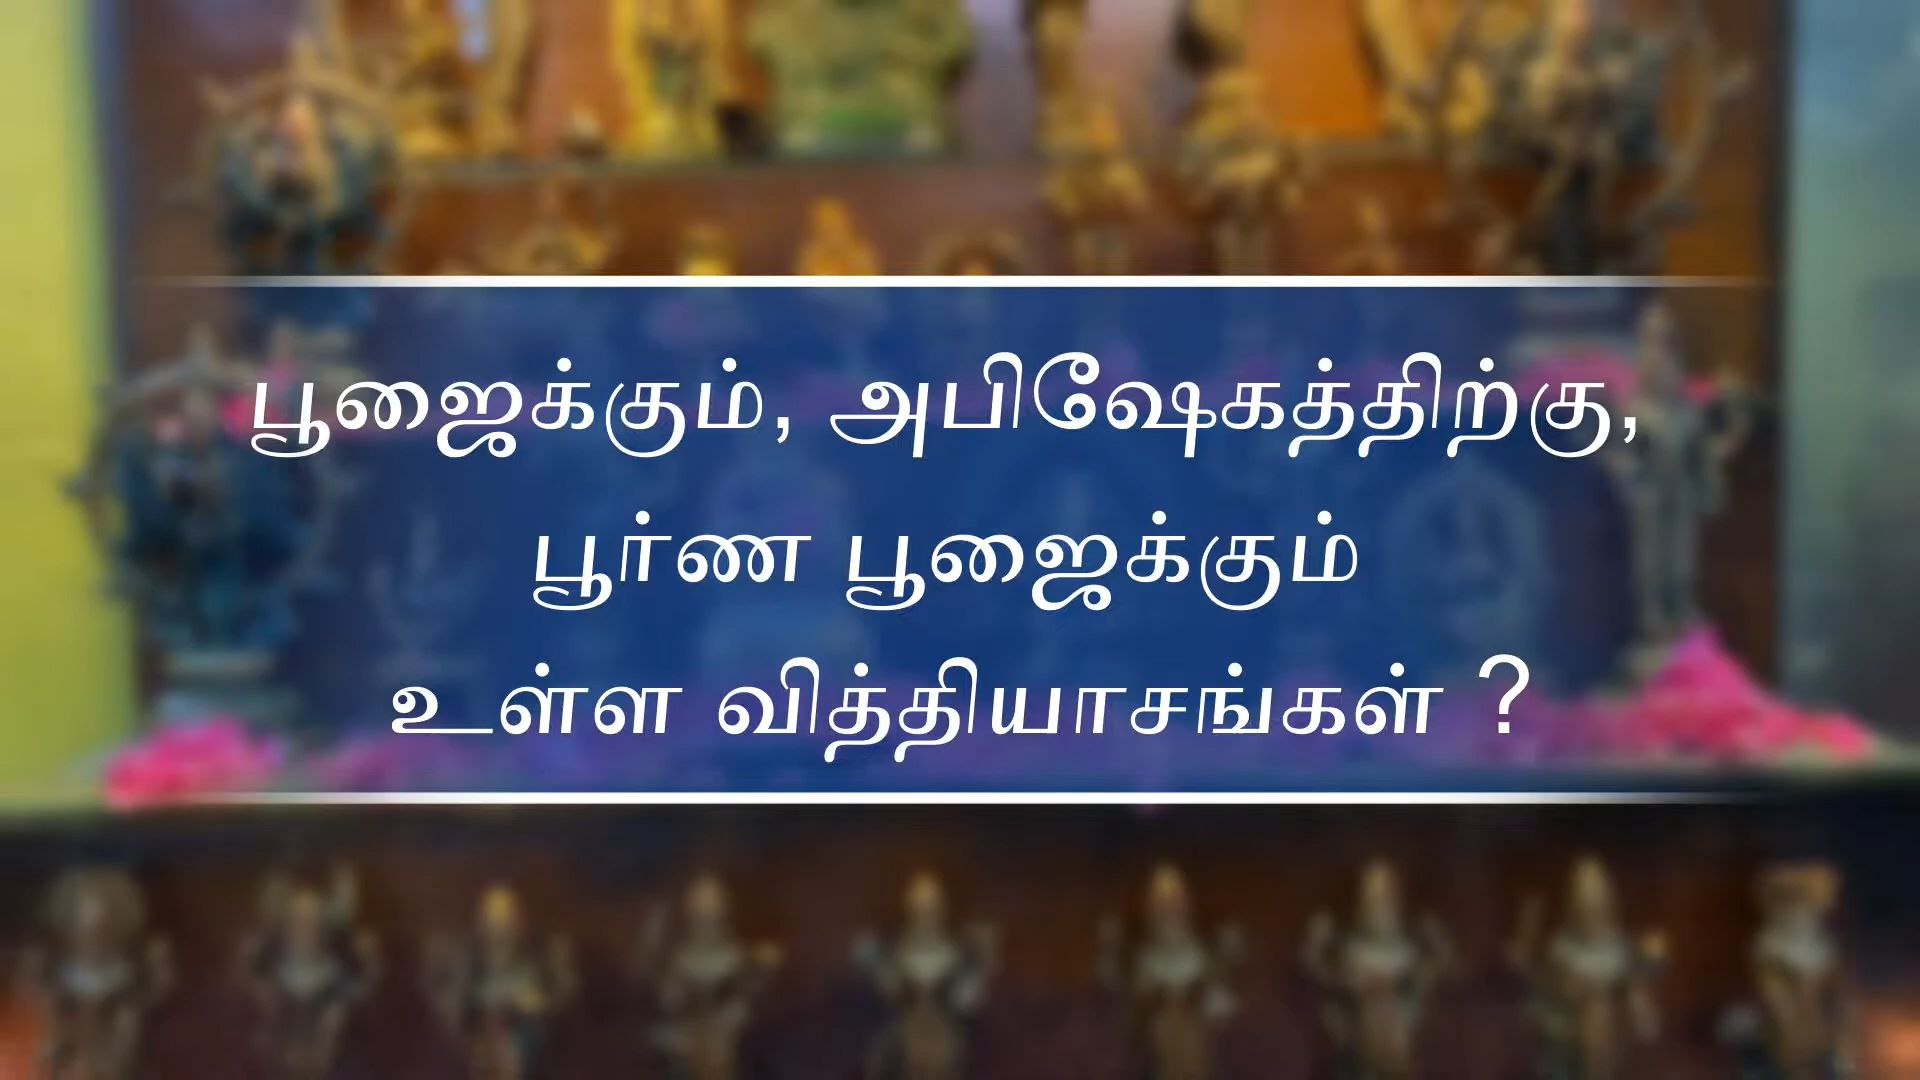 பூஜைக்கும், அபிஷேகத்திற்கு,
பூர்ண பூஜைக்கும்
உள்ள வித்தியாசங்கள் ?